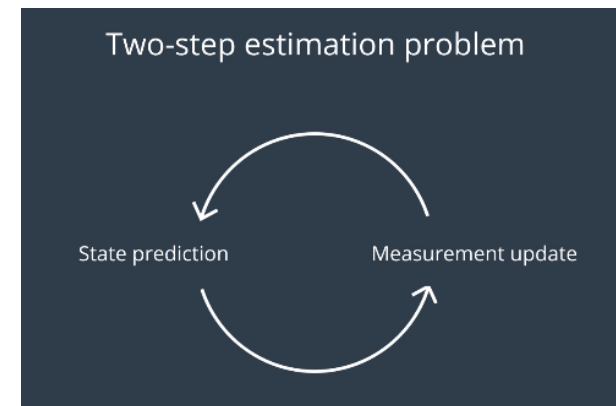 Two-step estimation problem
State prediction
Measurement update